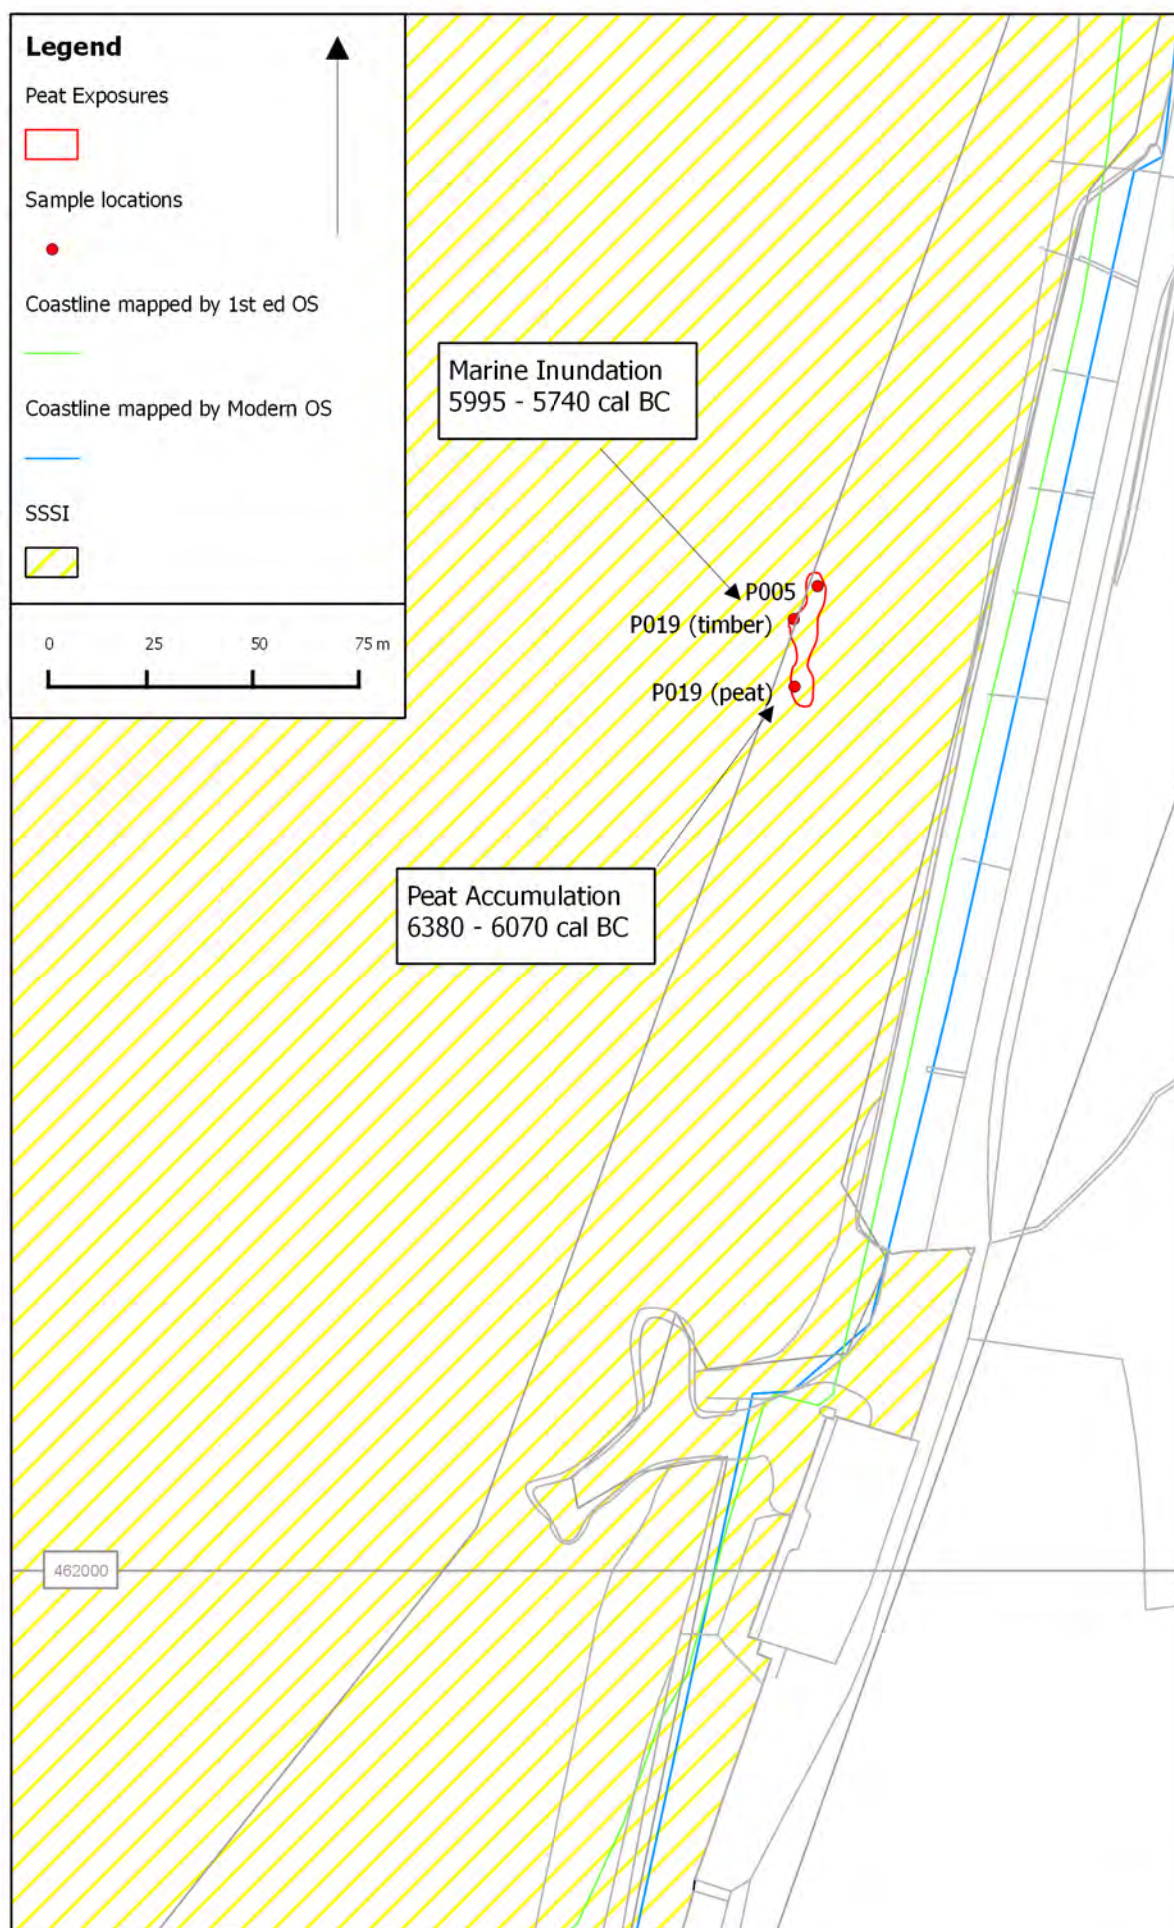 Legend
Peat Exposures
Sample locations
Coastline mapped by 1st ed OS
Coastline mapped by Modern OS
SSSI
0 25 50 75 m
Marine Inundation
5995 - 5740 cal BC
P005
P019 (timber)
P019 (peat)
Peat Accumulation
6380 - 6070 cal BC
462000